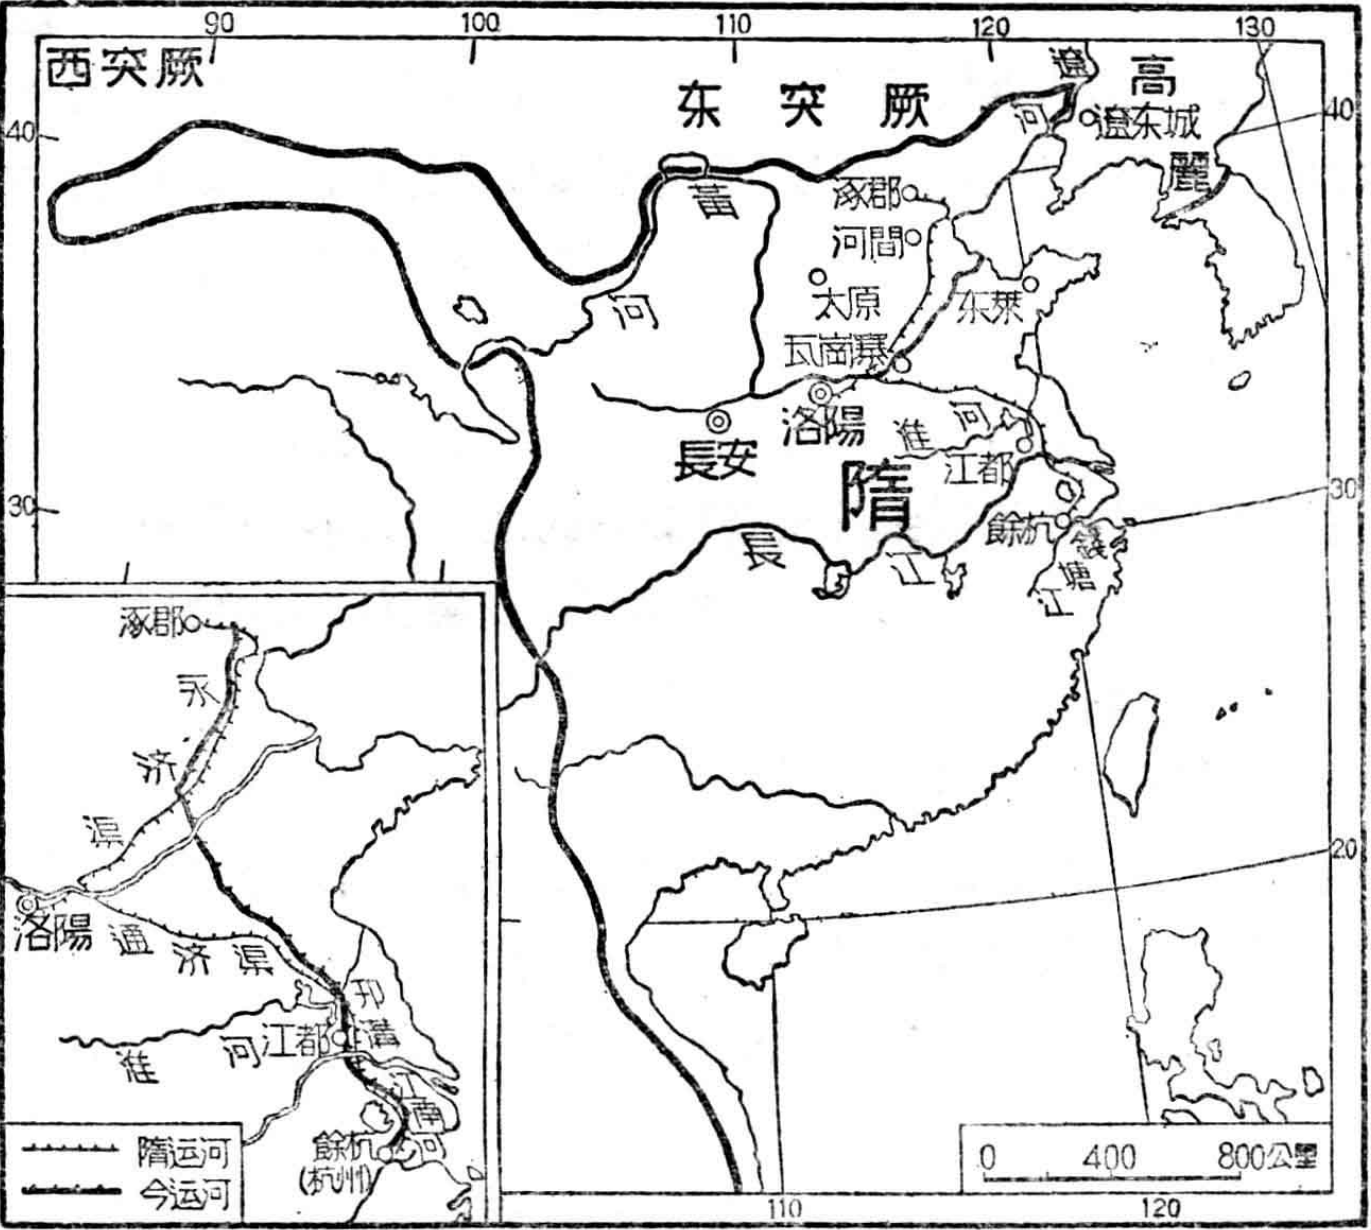 90
100
110
120
130
西突厥
东突厥
遼河
高麗
遼东城
40
40
涿郡
黃河
河間
太原
东萊
瓦崗寨
洛陽
長安
淮河
江都
隋
30
30
餘杭
錢塘江
長江
20
110
120
0
400
800公里
涿郡
永济渠
洛陽
通济渠
邗溝
江都
淮河
江南河
餘杭
(杭州)
隋运河
今运河